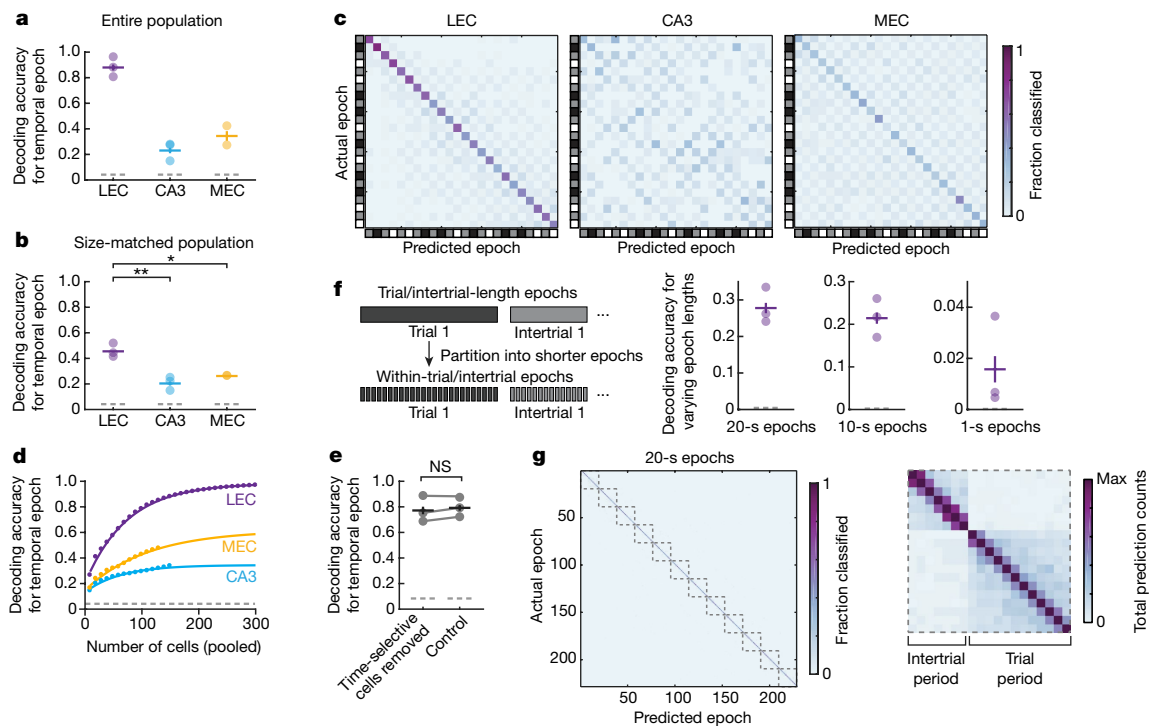 a
Entire population
Decoding accuracy
for temporal epoch
1.0
0.8
0.6
0.4
0.2
0
LEC
CA3
MEC
b
Size-matched population
*
**
Decoding accuracy
for temporal epoch
1.0
0.8
0.6
0.4
0.2
0
LEC
CA3
MEC
c
LEC
CA3
MEC
Actual epoch
Predicted epoch
Predicted epoch
1
0
Fraction classified
d
Decoding accuracy
for temporal epoch
1.0
0.8
0.6
0.4
0.2
0
LEC
MEC
CA3
0
100
200
300
Number of cells (pooled)
e
NS
Decoding accuracy
for temporal epoch
1.0
0.8
0.6
0.4
0.2
0
Time-selective
cells removed
Control
f
Trial/intertrial-length epochs
...
Trial 1
Intertrial 1
Partition into shorter epochs
Within-trial/intertrial epochs
...
Trial 1
Intertrial 1
Decoding accuracy for
varying epoch lengths
0.3
0.2
0.1
0
20-s epochs
0.3
0.2
0.1
0
10-s epochs
0.04
0.02
0
1-s epochs
g
20-s epochs
Actual epoch
50
100
150
200
50
100
150
200
Predicted epoch
1
0
Fraction classified
Intertrial
period
Trial
period
Max
0
Total prediction counts